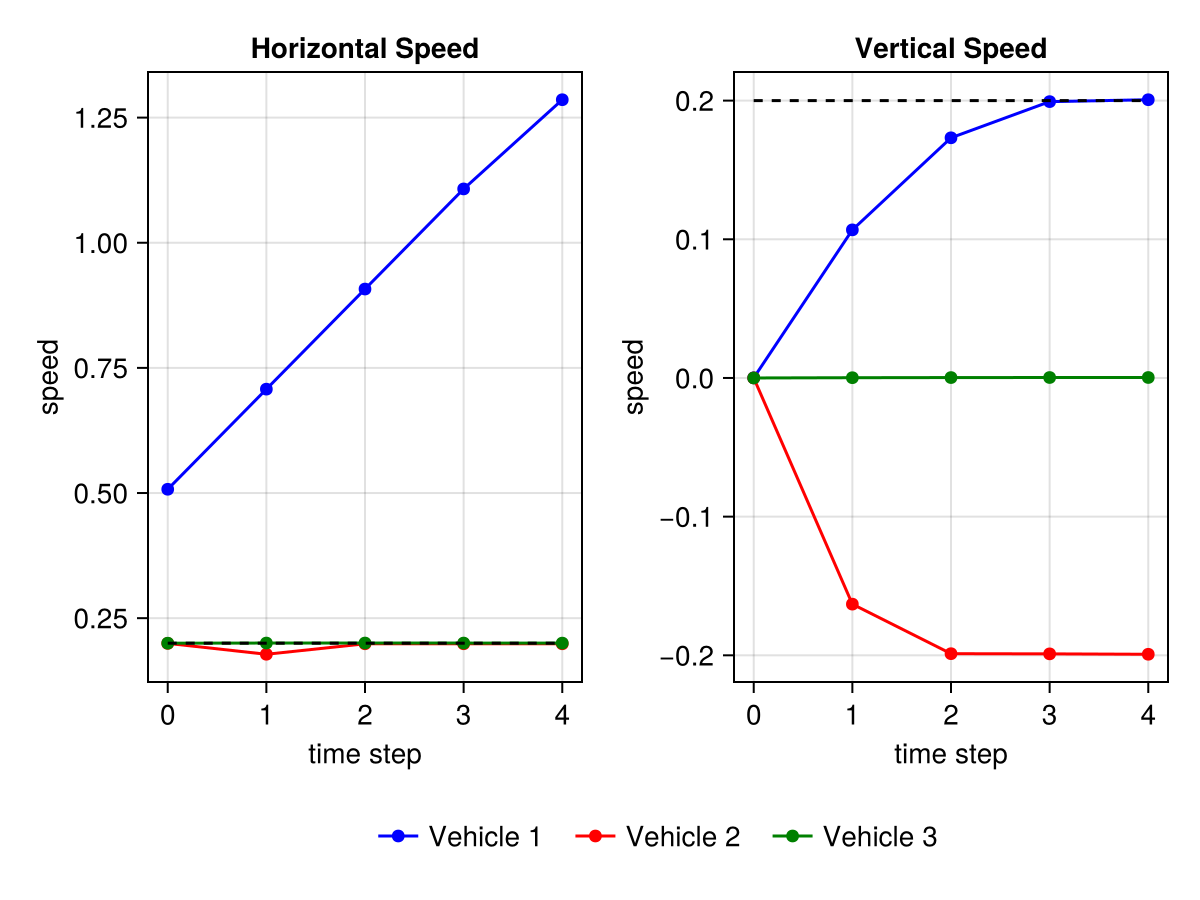 Horizontal Speed
1.25
1.00
0.75
0.50
0.25
speed
0 1 2 3 4
time step
Vertical Speed
0.2
0.1
0.0
−0.1
−0.2
speed
0 1 2 3 4
time step
Vehicle 1 Vehicle 2 Vehicle 3